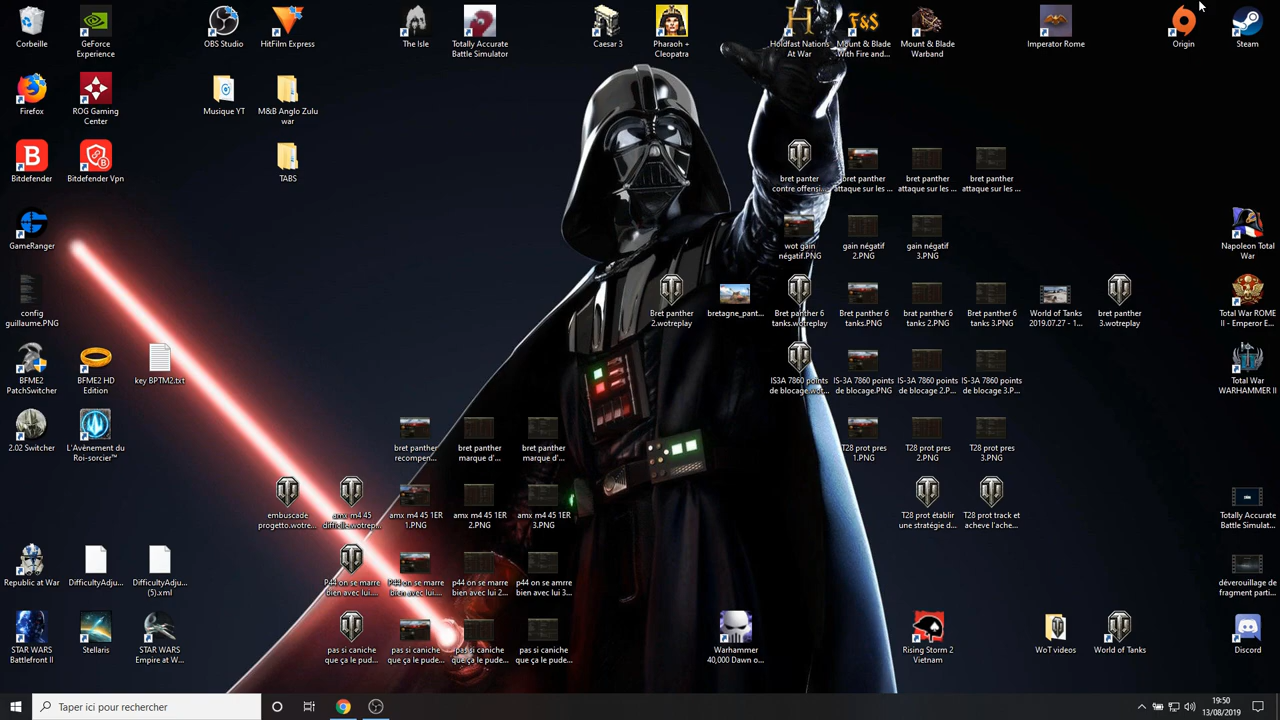 Corbeille
GeForce
Experience
OBS Studio
HitFilm Express
The Isle
Totally Accurate
Battle Simulator
Caesar 3
Pharaoh +
Cleopatra
Holdfast Nations
At War
Mount & Blade
With Fire and...
Mount & Blade
Warband
Imperator Rome
Origin
Steam
Firefox
ROG Gaming
Center
Musique YT
M&B Anglo Zulu
war
Bitdefender
Bitdefender Vpn
TABS
bret panter
contre offensi...
bret panther
attaque sur les ...
bret panther
attaque sur les ...
bret panther
attaque sur les ...
GameRanger
wot gain
négatif.PNG
gain négatif
2.PNG
gain négatif
3.PNG
Napoleon Total
War
config
guillaume.PNG
Bret panther
2.wotreplay
bretagne_pant...
Bret panther 6
tanks.wotreplay
Bret panther 6
tanks.PNG
brat panther 6
tanks 2.PNG
Bret panther 6
tanks 3.PNG
World of Tanks
2019.07.27 - 1...
bret panther
3.wotreplay
Total War ROME
II - Emperor E...
BFME2
PatchSwitcher
BFME2 HD
Edition
key BPTM2.txt
IS3A 7860 points
de blocage.wot...
IS-3A 7860 points
de blocage.PNG
IS-3A 7860 points
de blocage 2.P...
IS-3A 7860 points
de blocage 3.P...
Total War
WARHAMMER II
2.02 Switcher
L'Avènement du
Roi-sorcier™
bret panther
recompen...
bret panther
marque d'...
bret panther
marque d'...
T28 prot pres
1.PNG
T28 prot pres
2.PNG
T28 prot pres
3.PNG
embuscade
progetto.wotre...
amx m4 45
difficile.wotrep...
amx m4 45 1ER
1.PNG
amx m4 45 1ER
2.PNG
amx m4 45 1ER
3.PNG
T28 prot établir
une stratégie d...
T28 prot track et
acheve l'ache...
Totally Accurate
Battle Simulat...
Republic at War
DifficultyAdju...
DifficultyAdju...
(5).xml
P44 on se marre
bien avec lui....
P44 on se marre
bien avec lui....
p44 on se marre
bien avec lui 2...
p44 on se amrre
bien avec lui 3...
déverouillage de
fragment parti...
STAR WARS
Battlefront II
Stellaris
STAR WARS
Empire at W...
pas si caniche
que ça le pud...
pas si caniche
que ça le pude...
pas si caniche
que ça le pude...
pas si caniche
que ça le pude...
Warhammer
40,000 Dawn o...
Rising Storm 2
Vietnam
WoT videos
World of Tanks
Discord
Taper ici pour rechercher
19:50
13/08/2019